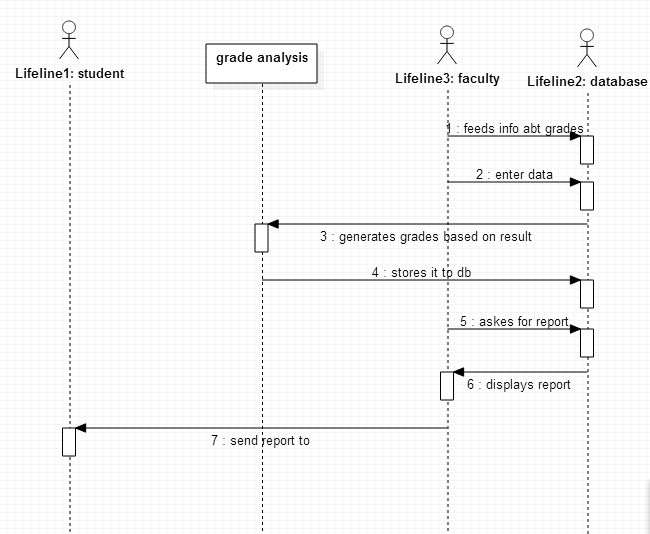 Lifeline1: student
grade analysis
Lifeline3: faculty
Lifeline2: database
1 : feeds info abt grades
2 : enter data
3 : generates grades based on result
4 : stores it to db
5 : askes for report
6 : displays report
7 : send report to